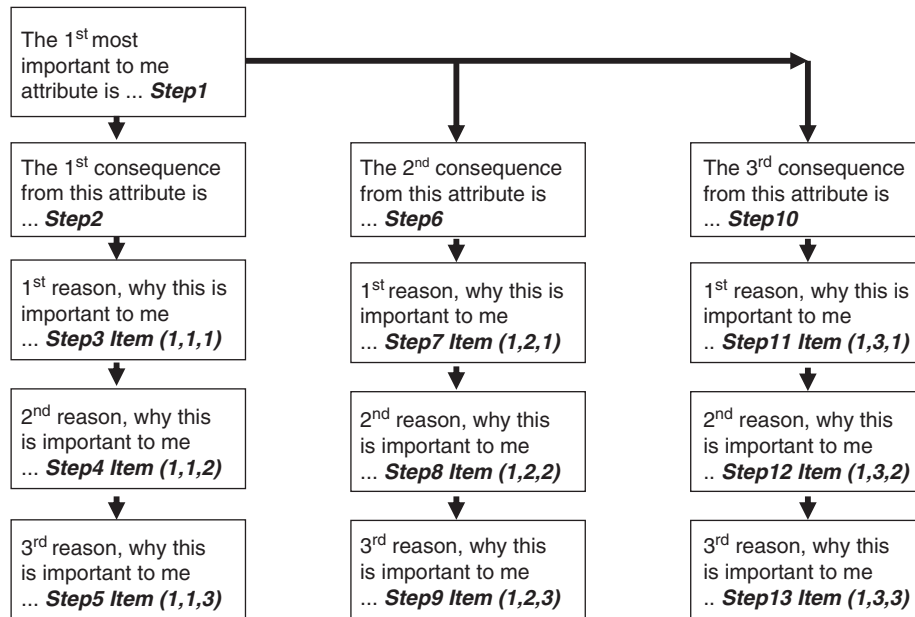 The 1st most
important to me
attribute is ... Step1
The 1st consequence
from this attribute is
... Step2
1st reason, why this is
important to me
... Step3 Item (1,1,1)
2nd reason, why this
is important to me
... Step4 Item (1,1,2)
3rd reason, why this
is important to me
... Step5 Item (1,1,3)
The 2nd consequence
from this attribute is
... Step6
1st reason, why this is
important to me
... Step7 Item (1,2,1)
2nd reason, why this
is important to me
... Step8 Item (1,2,2)
3rd reason, why this
is important to me
... Step9 Item (1,2,3)
The 3rd consequence
from this attribute is
... Step10
1st reason, why this is
important to me
.. Step11 Item (1,3,1)
2nd reason, why this
is important to me
.. Step12 Item (1,3,2)
3rd reason, why this
is important to me
.. Step13 Item (1,3,3)